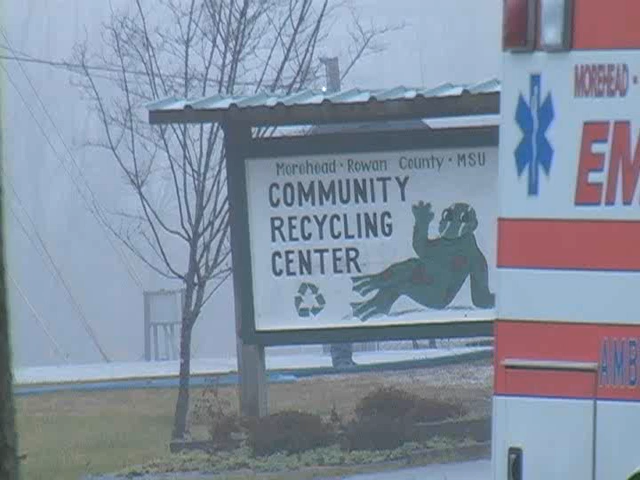 Morehead · Rowan County · MSU
COMMUNITY
RECYCLING
CENTER
MOREHEAD ·
EM
AMB